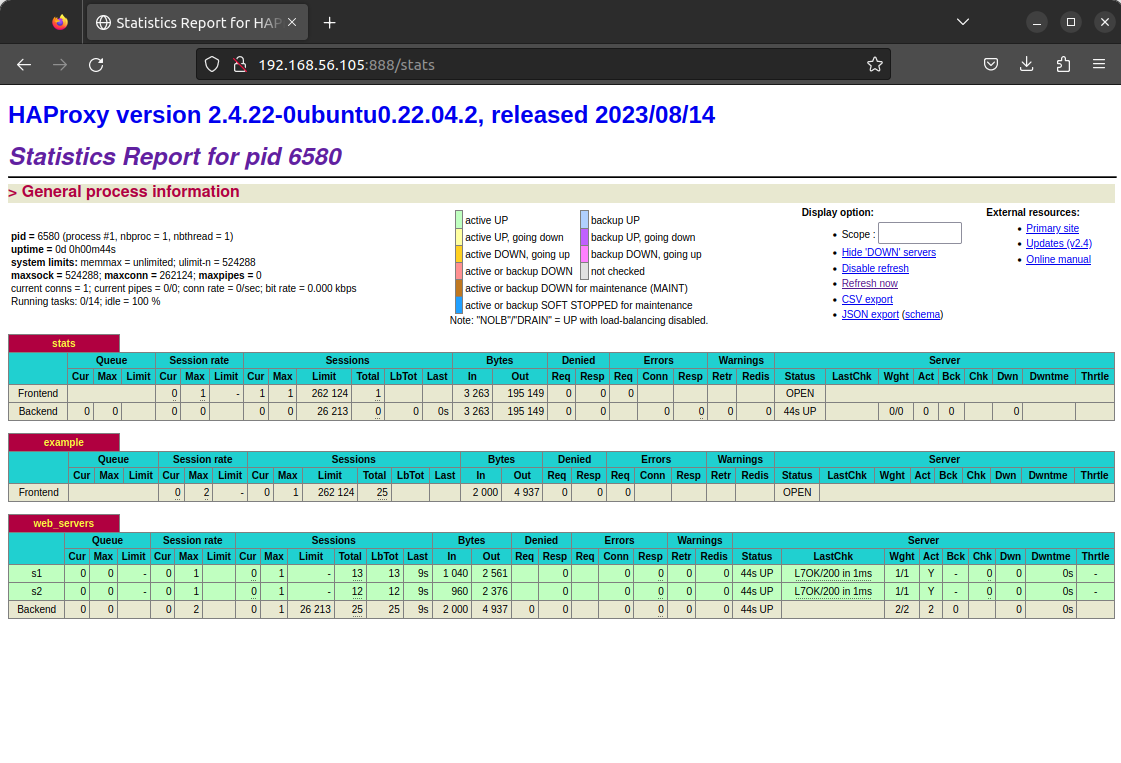 Statistics Report for HAP
192.168.56.105:888/stats
HAProxy version 2.4.22-0ubuntu0.22.04.2, released 2023/08/14
Statistics Report for pid 6580
> General process information
pid = 6580 (process #1, nbproc = 1, nbthread = 1)
uptime = 0d 0h00m44s
system limits: memmax = unlimited; ulimit-n = 524288
maxsock = 524288; maxconn = 262124; maxpipes = 0
current conns = 1; current pipes = 0/0; conn rate = 0/sec; bit rate = 0.000 kbps
Running tasks: 0/14; idle = 100 %
active UP backup UP
active UP, going down backup UP, going down
active DOWN, going up backup DOWN, going up
active or backup DOWN not checked
active or backup DOWN for maintenance (MAINT)
active or backup SOFT STOPPED for maintenance
Note: "NOLB"/"DRAIN" = UP with load-balancing disabled.
Display option:
Scope :
Hide 'DOWN' servers
Disable refresh
Refresh now
CSV export
JSON export (schema)
External resources:
Primary site
Updates (v2.4)
Online manual
stats
Queue Session rate Sessions Bytes Denied Errors Warnings Server
Cur Max Limit Cur Max Limit Cur Max Limit Total LbTot Last In Out Req Resp Req Conn Resp Retr Redis Status LastChk Wght Act Bck Chk Dwn Dwntme Thrtle
Frontend 0 1 - 1 1 262 124 1 3 263 195 149 0 0 0 OPEN
Backend 0 0 0 0 0 0 26 213 0 0 0s 3 263 195 149 0 0 0 0 0 0 44s UP 0/0 0 0 0
example
Queue Session rate Sessions Bytes Denied Errors Warnings Server
Cur Max Limit Cur Max Limit Cur Max Limit Total LbTot Last In Out Req Resp Req Conn Resp Retr Redis Status LastChk Wght Act Bck Chk Dwn Dwntme Thrtle
Frontend 0 2 - 0 1 262 124 25 2 000 4 937 0 0 0 OPEN
web_servers
Queue Session rate Sessions Bytes Denied Errors Warnings Server
Cur Max Limit Cur Max Limit Cur Max Limit Total LbTot Last In Out Req Resp Req Conn Resp Retr Redis Status LastChk Wght Act Bck Chk Dwn Dwntme Thrtle
s1 0 0 - 0 1 0 1 - 13 13 9s 1 040 2 561 0 0 0 0 0 44s UP L7OK/200 in 1ms 1/1 Y - 0 0 0s -
s2 0 0 - 0 1 0 1 - 12 12 9s 960 2 376 0 0 0 0 0 44s UP L7OK/200 in 1ms 1/1 Y - 0 0 0s -
Backend 0 0 0 2 0 1 26 213 25 25 9s 2 000 4 937 0 0 0 0 0 0 44s UP 2/2 2 0 0 0s